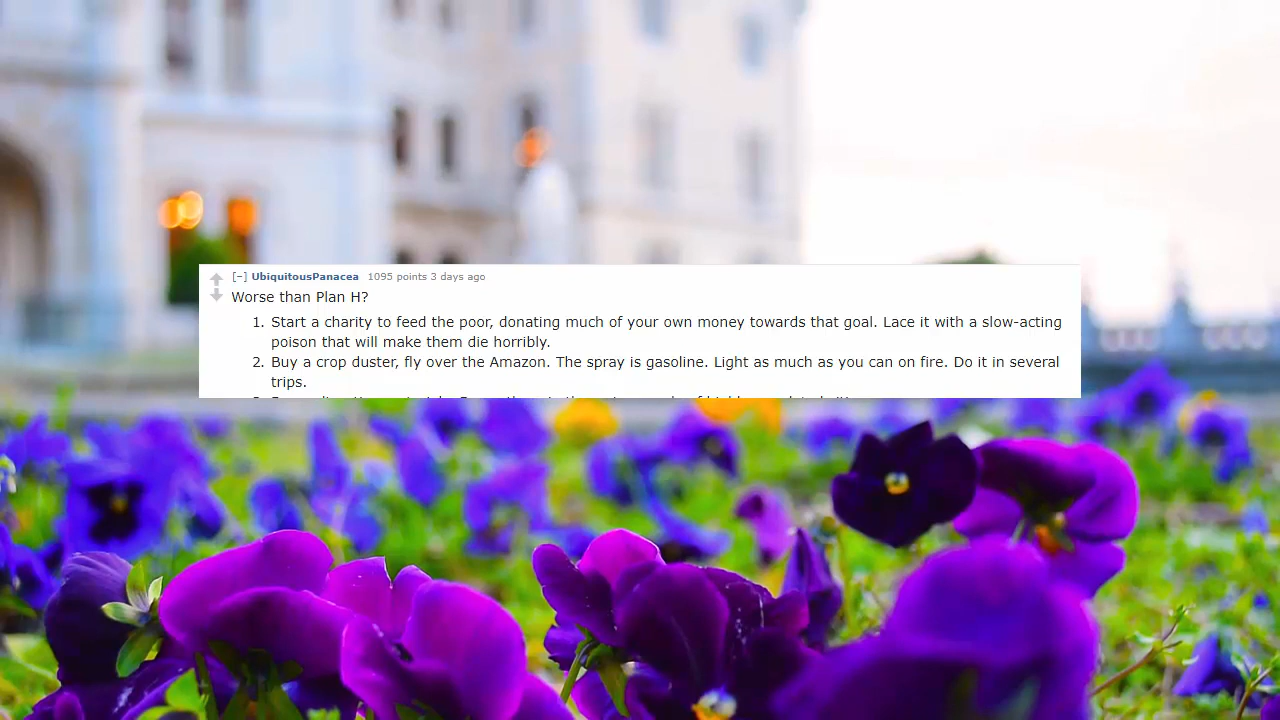 [–] UbiquitousPanacea 1095 points 3 days ago
Worse than Plan H?
1. Start a charity to feed the poor, donating much of your own money towards that goal. Lace it with a slow-acting
poison that will make them die horribly.
2. Buy a crop duster, fly over the Amazon. The spray is gasoline. Light as much as you can on fire. Do it in several
trips.